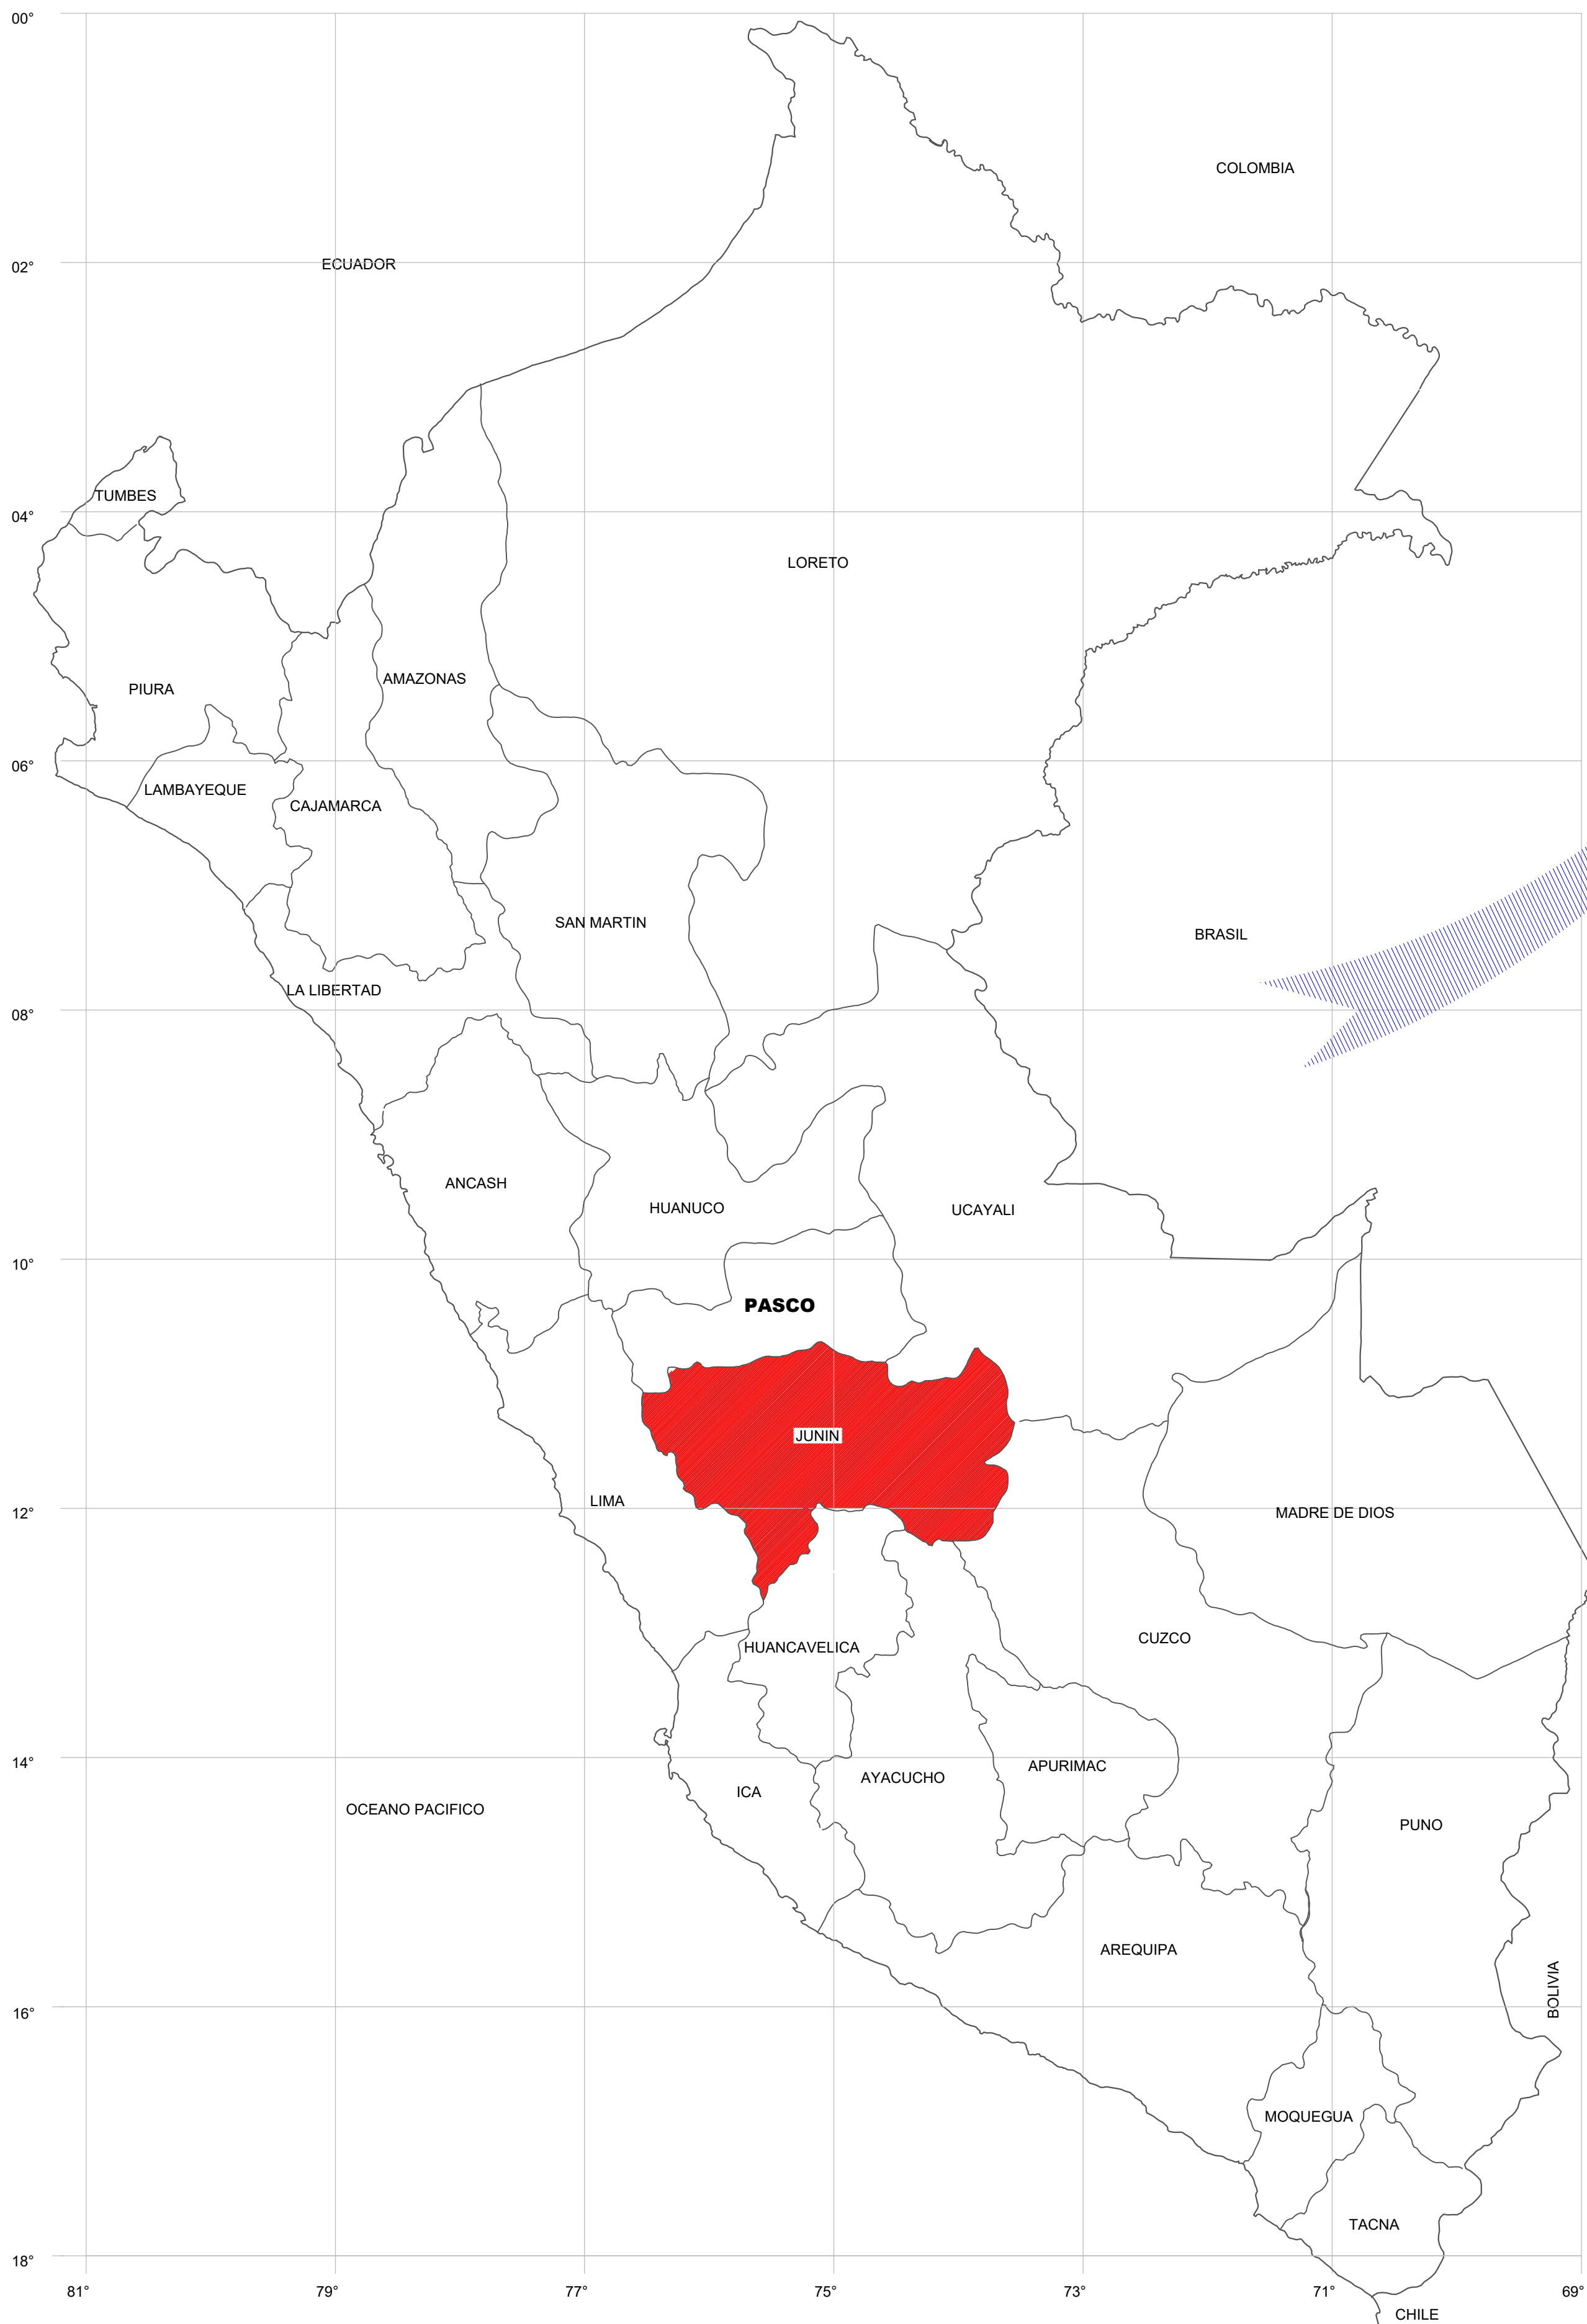 00°
COLOMBIA
ECUADOR
02°
TUMBES
04°
LORETO
AMAZONAS
PIURA
06°
LAMBAYEQUE
CAJAMARCA
SAN MARTIN
BRASIL
LA LIBERTAD
08°
ANCASH
HUANUCO
UCAYALI
10°
PASCO
JUNIN
LIMA
12°
MADRE DE DIOS
CUZCO
HUANCAVELICA
14°
APURIMAC
AYACUCHO
ICA
OCEANO PACIFICO
PUNO
AREQUIPA
BOLIVIA
16°
MOQUEGUA
TACNA
18°
81°
79°
77°
75°
73°
71°
69°
CHILE